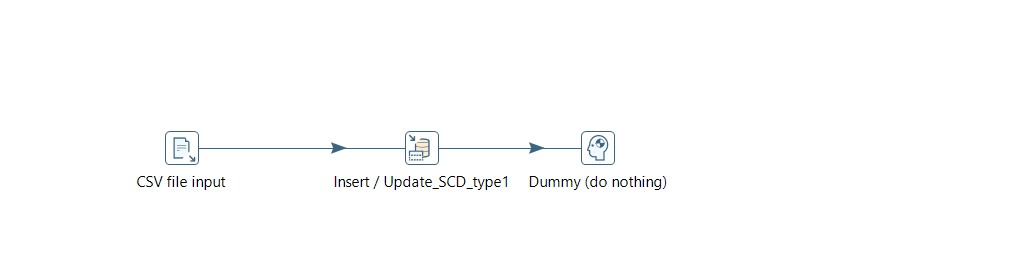 CSV file input
Insert / Update_SCD_type1
Dummy (do nothing)